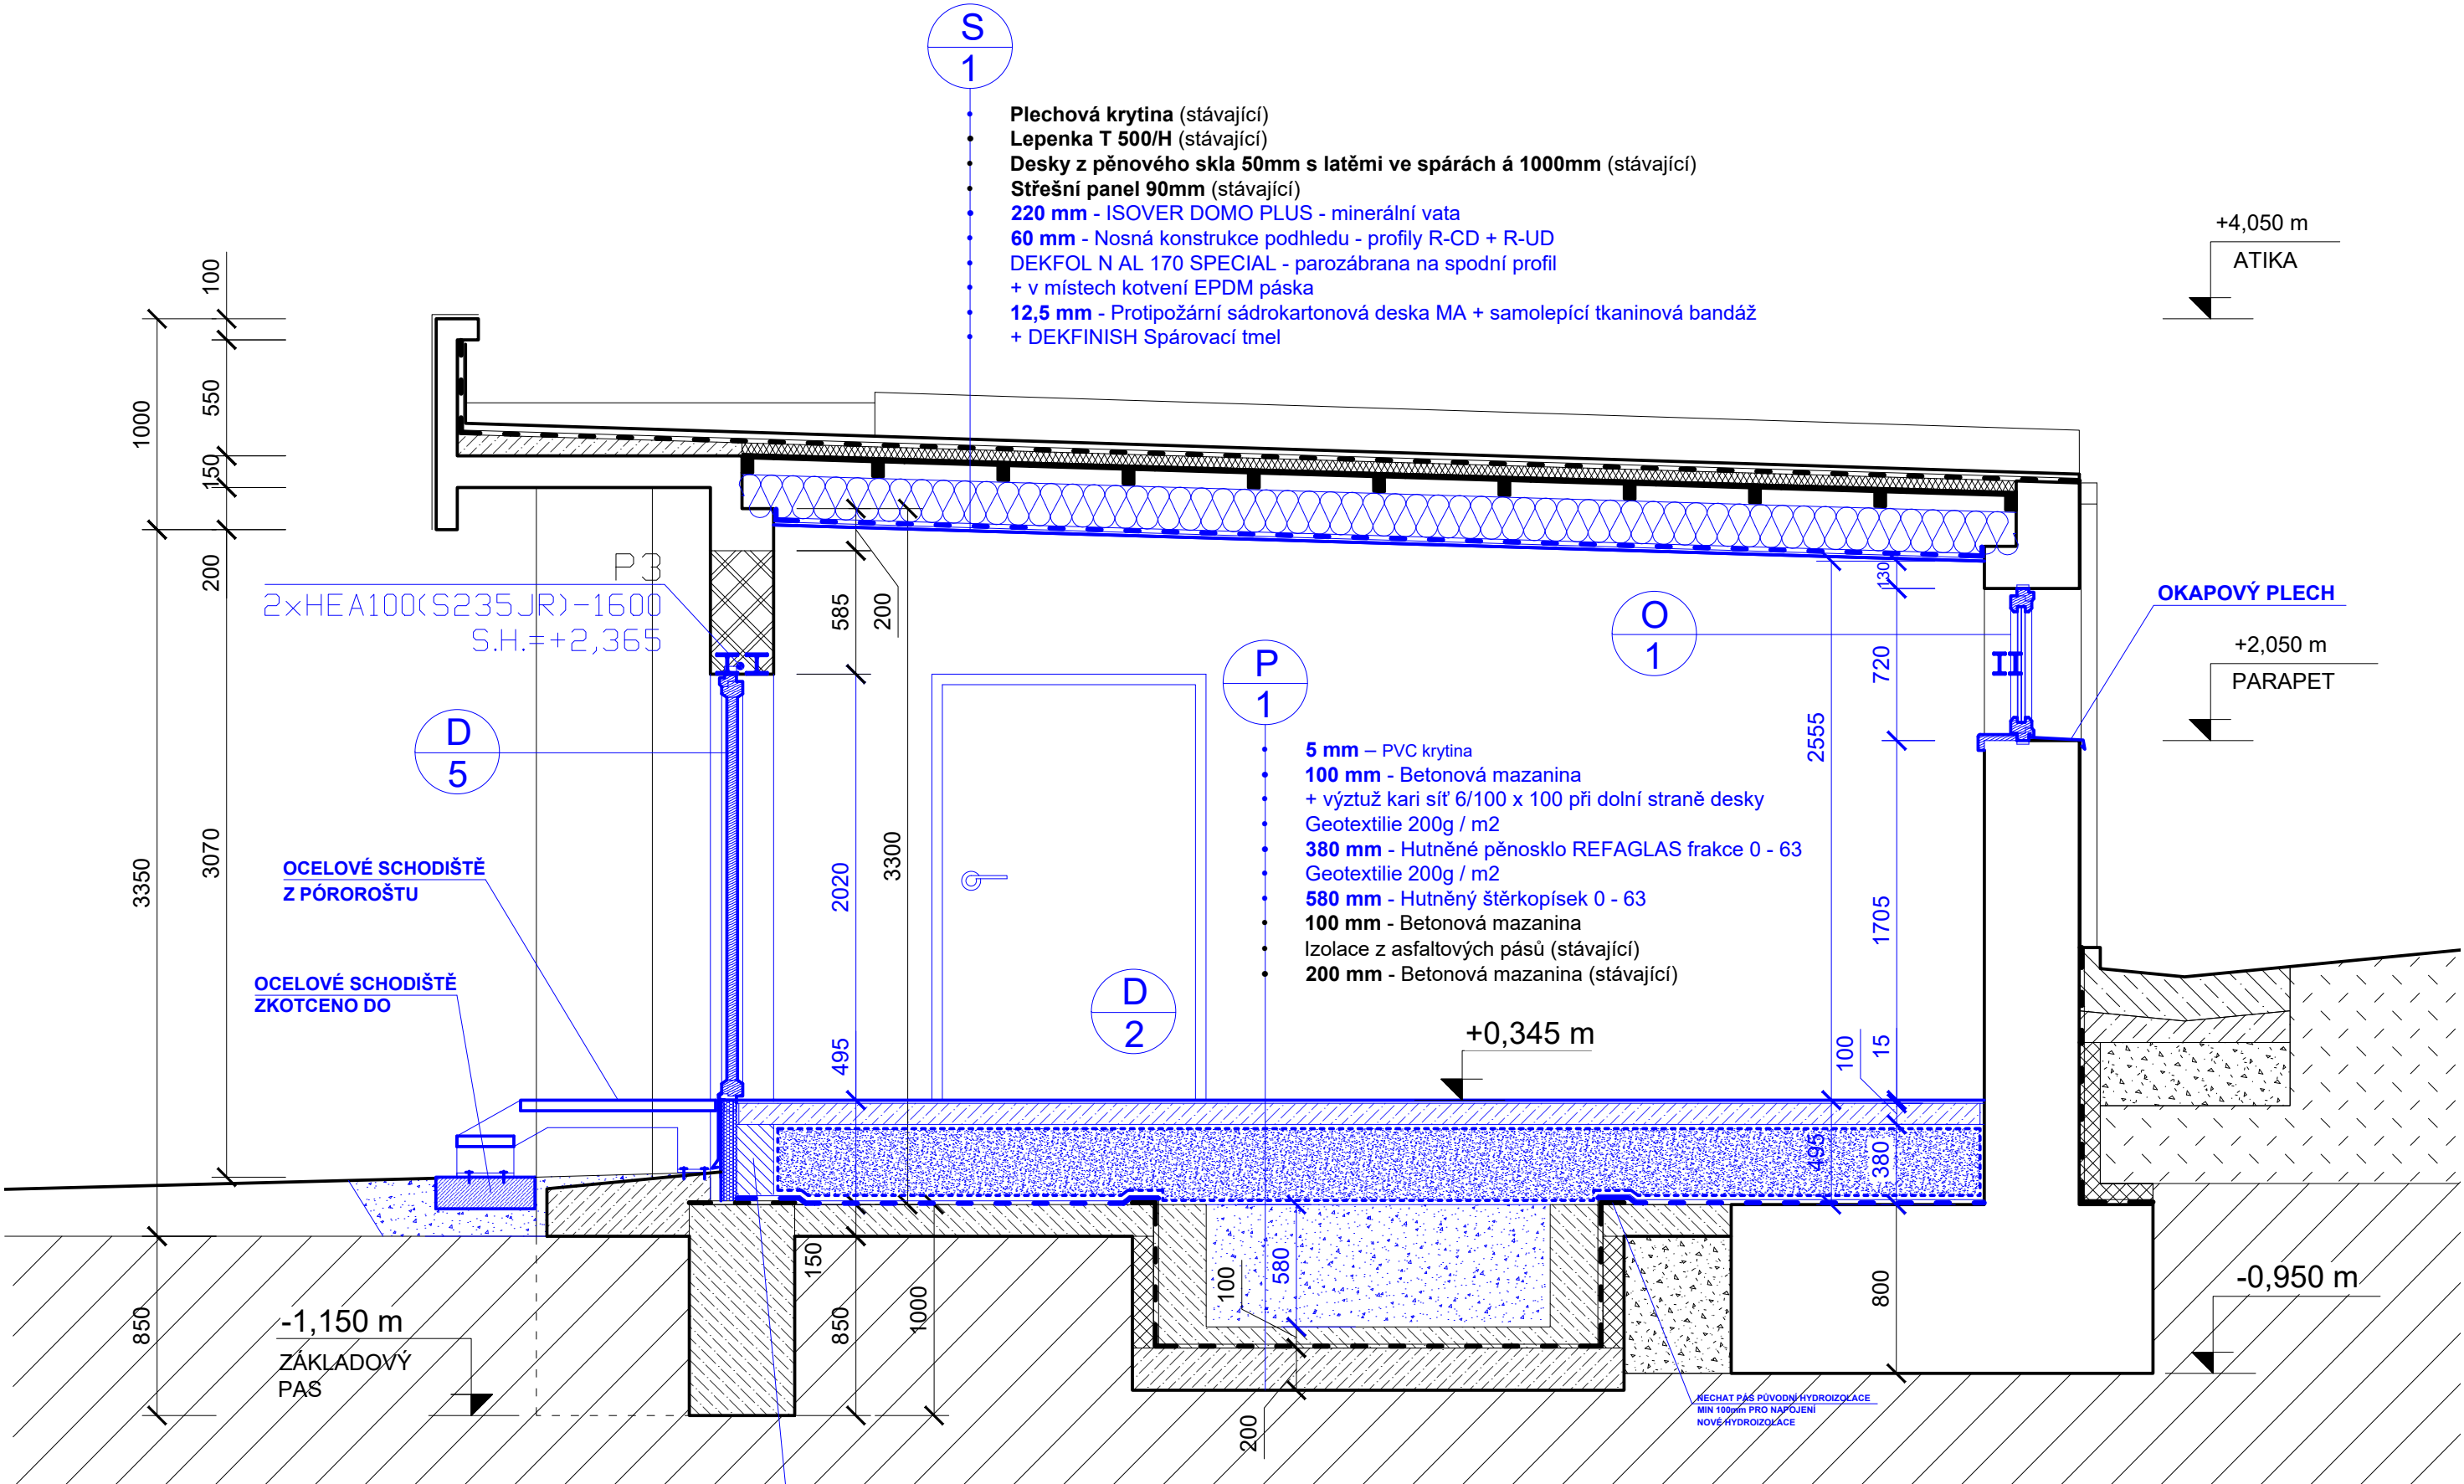 S
1
Plechová krytina (stávající)
Lepenka T 500/H (stávající)
Desky z pěnového skla 50mm s latěmi ve spárách á 1000mm (stávající)
Střešní panel 90mm (stávající)
220 mm - ISOVER DOMO PLUS - minerální vata
60 mm - Nosná konstrukce podhledu - profily R-CD + R-UD
DEKFOL N AL 170 SPECIAL - parozábrana na spodní profil
+ v místech kotvení EPDM páska
12,5 mm - Protipožární sádrokartonová deska MA + samolepící tkaninová bandáž
+ DEKFINISH Spárovací tmel
+4,050 m
ATIKA
100
550
1000
150
200
3070
3350
850
P3
2xHEA100(S235JR)-1600
S.H.=+2,365
585
200
D
5
O
1
130
720
OKAPOVÝ PLECH
+2,050 m
PARAPET
P
1
5 mm – PVC krytina
100 mm - Betonová mazanina
+ výztuž kari síť 6/100 x 100 při dolní straně desky
Geotextilie 200g / m2
380 mm - Hutněné pěnosklo REFAGLAS frakce 0 - 63
Geotextilie 200g / m2
580 mm - Hutněný štěrkopísek 0 - 63
100 mm - Betonová mazanina
Izolace z asfaltových pásů (stávající)
200 mm - Betonová mazanina (stávající)
2555
1705
2020
3300
495
OCELOVÉ SCHODIŠTĚ
Z PÓROROŠTU
OCELOVÉ SCHODIŠTĚ
ZKOTCENO DO
D
2
+0,345 m
100
15
495
380
150
850
1000
100
580
200
800
-1,150 m
ZÁKLADOVÝ
PAS
-0,950 m
NECHAT PÁS PŮVODNÍ HYDROIZOLACE
MIN 100mm PRO NAPOJENÍ
NOVÉ HYDROIZOLACE